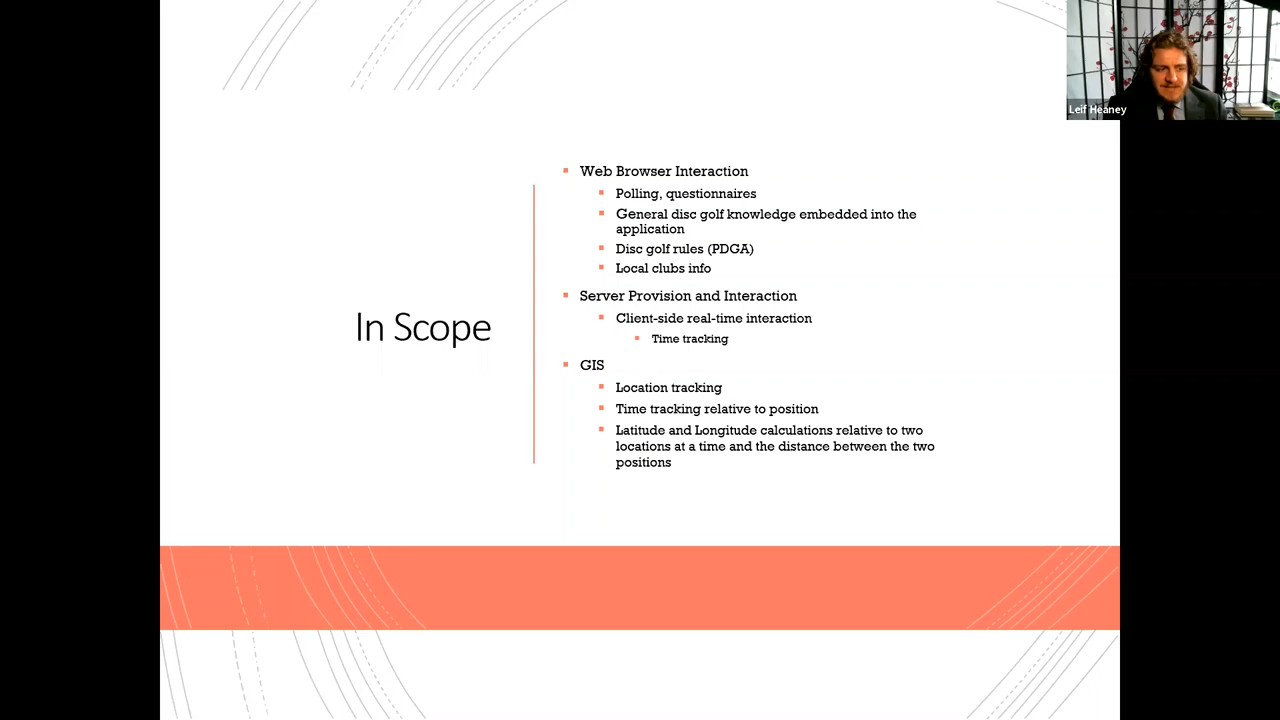 Leif Heaney
In Scope
Web Browser Interaction
Polling, questionnaires
General disc golf knowledge embedded into the
application
Disc golf rules (PDGA)
Local clubs info
Server Provision and Interaction
Client-side real-time interaction
Time tracking
GIS
Location tracking
Time tracking relative to position
Latitude and Longitude calculations relative to two
locations at a time and the distance between the two
positions